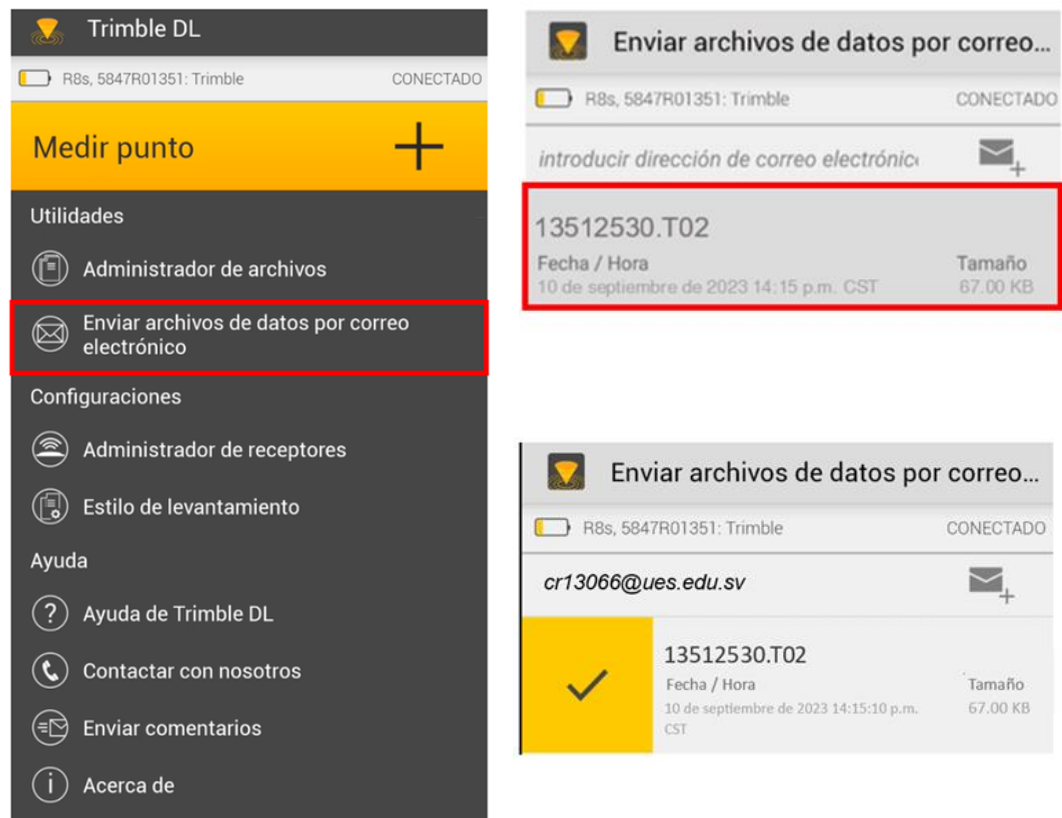 Trimble DL
R8s, 5847R01351: Trimble CONECTADO
Medir punto
Utilidades
Administrador de archivos
Enviar archivos de datos por correo
electrónico
Configuraciones
Administrador de receptores
Estilo de levantamiento
Ayuda
Ayuda de Trimble DL
Contactar con nosotros
Enviar comentarios
Acerca de
Enviar archivos de datos por correo...
R8s, 5847R01351: Trimble CONECTADO
introducir dirección de correo electrónic
13512530.T02
Fecha / Hora Tamaño
10 de septiembre de 2023 14:15 p.m. CST 67.00 KB
Enviar archivos de datos por correo...
R8s, 5847R01351: Trimble CONECTADO
cr13066@ues.edu.sv
13512530.T02
Fecha / Hora Tamaño
10 de septiembre de 2023 14:15:10 p.m. 67.00 KB
CST